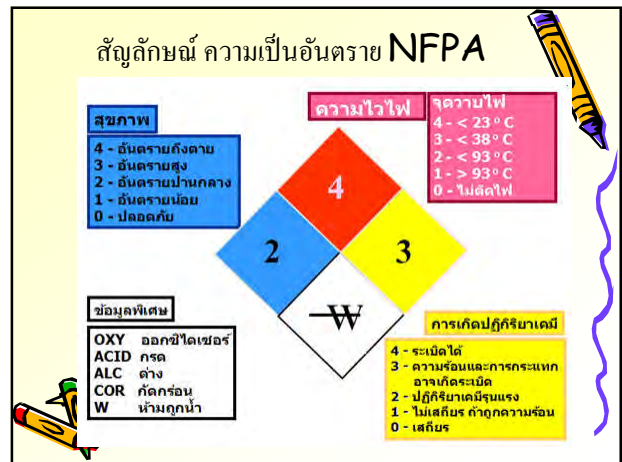 สัญลักษณ์ ความเป็นอันตราย NFPA
สุขภาพ
4 - อันตรายถึงตาย
3 - อันตรายสูง
2 - อันตรายปานกลาง
1 - อันตรายน้อย
0 - ปลอดภัย
ความไวไฟ
จุดวาบไฟ
4 - < 23 ° C
3 - < 38° C
2 - < 93° C
1 - > 93° C
0 - ไม่ติดไฟ
4
2
3
W
ข้อมูลพิเศษ
OXY ออกซิไดเซอร์
ACID กรด
ALC ด่าง
COR กัดกร่อน
W ห้ามถูกน้ำ
การเกิดปฏิกิริยาเคมี
4 - ระเบิดได้
3 - ความร้อนและการกระแทก
อาจเกิดระเบิด
2 - ปฏิกิริยาเคมีรุนแรง
1 - ไม่เสถียร ถ้าถูกความร้อน
0 - เสถียร